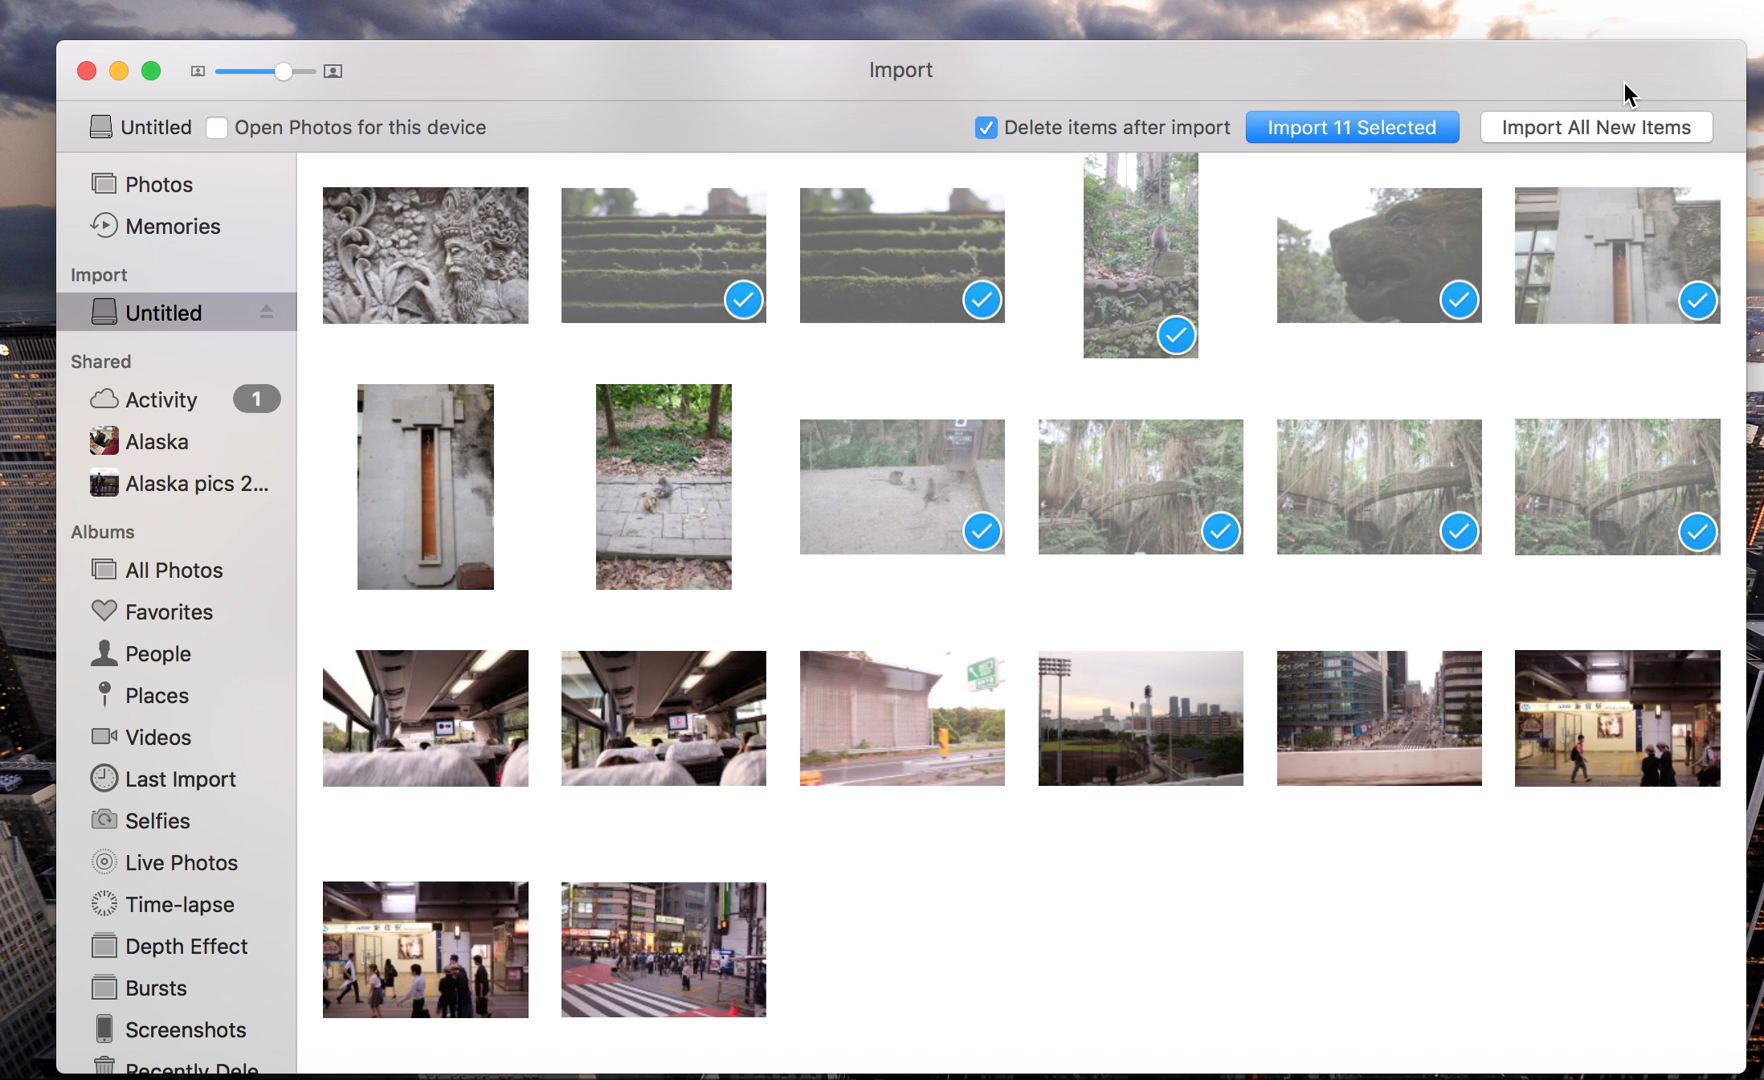 Import
Untitled
Open Photos for this device
Delete items after import
Import 11 Selected
Import All New Items
Photos
Memories
Import
Untitled
Shared
Activity 1
Alaska
Alaska pics 2...
Albums
All Photos
Favorites
People
Places
Videos
Last Import
Selfies
Live Photos
Time-lapse
Depth Effect
Bursts
Screenshots
Recently Dele